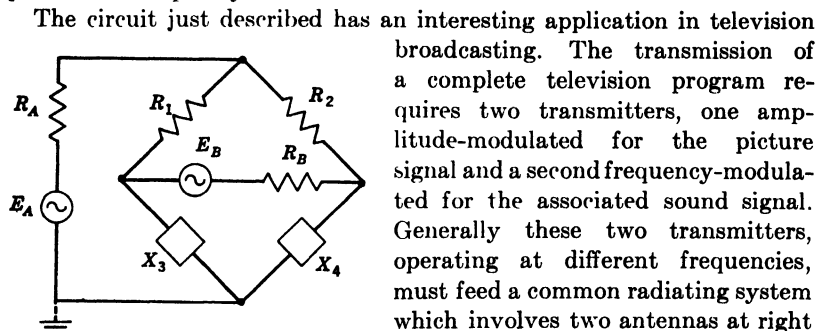 The circuit just described has an interesting application in television
broadcasting. The transmission of
a complete television program re-
quires two transmitters, one amp-
litude-modulated for the picture
signal and a second frequency-modula-
ted for the associated sound signal.
Generally these two transmitters,
operating at different frequencies,
must feed a common radiating system
which involves two antennas at right
R_A
R_1
R_2
E_B
R_B
E_A
X_3
X_4